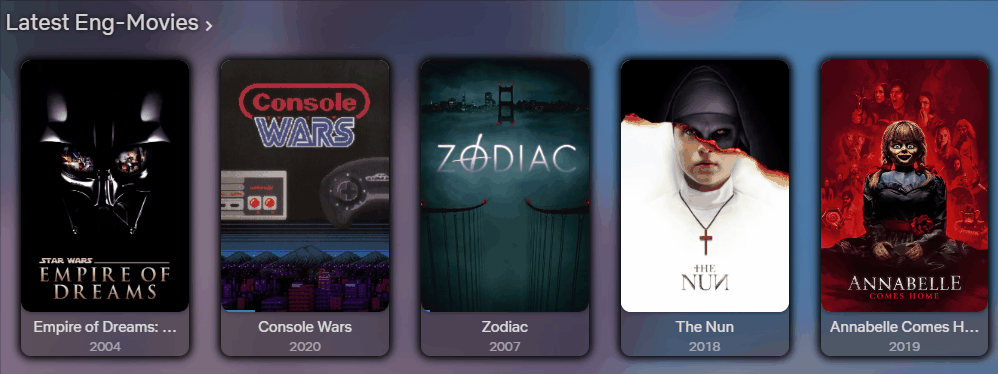 Latest Eng-Movies >
STAR WARS
EMPIRE OF
DREAMS
Empire of Dreams: ...
2004
Console
WARS
Console Wars
2020
ZODIAC
Zodiac
2007
THE
NUN
The Nun
2018
ANNABELLE
COMES HOME
Annabelle Comes H...
2019